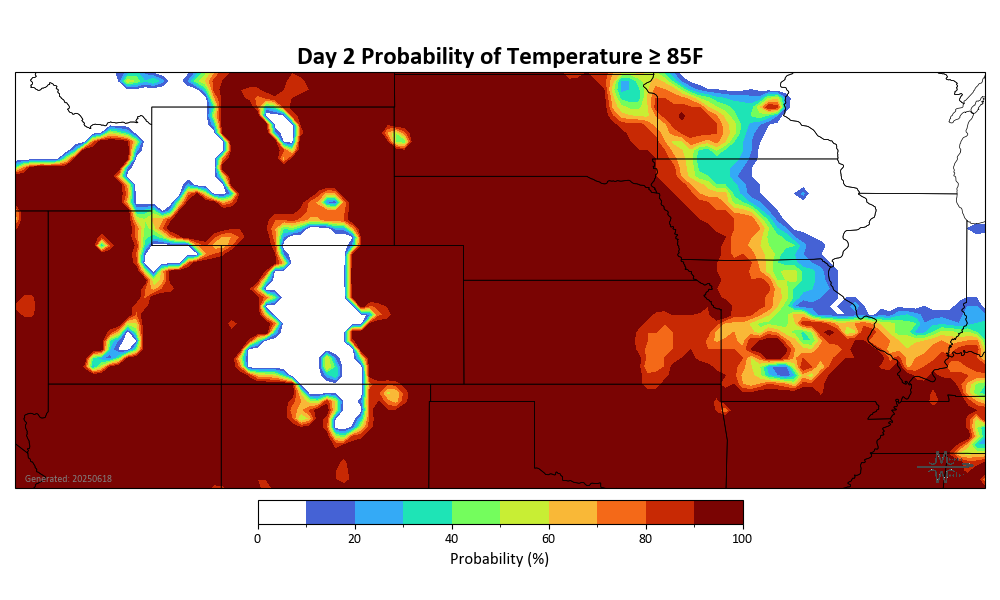 Day 2 Probability of Temperature ≥ 85F
Generated: 20250618
0 20 40 60 80 100
Probability (%)